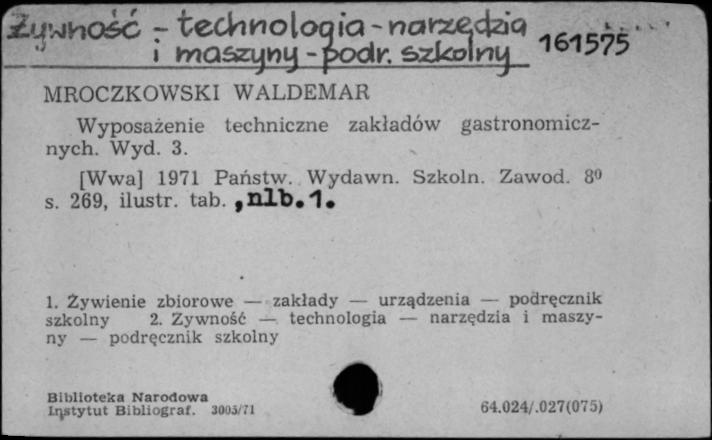 Żywność - technologia - narzędzia
i maszyny - podr. szkolny 161575
MROCZKOWSKI WALDEMAR
Wyposażenie techniczne zakładów gastronomicz-
nych. Wyd. 3.
[Wwa] 1971 Państw. Wydawn. Szkoln. Zawod. 8⁰
s. 269, ilustr. tab. , nlb. 1.
1. Żywienie zbiorowe — zakłady — urządzenia — podręcznik
szkolny 2. Zywność — technologia — narzędzia i maszy-
ny — podręcznik szkolny
Biblioteka Narodowa
Instytut Bibliograf. 3005/71 64.024/.027(075)